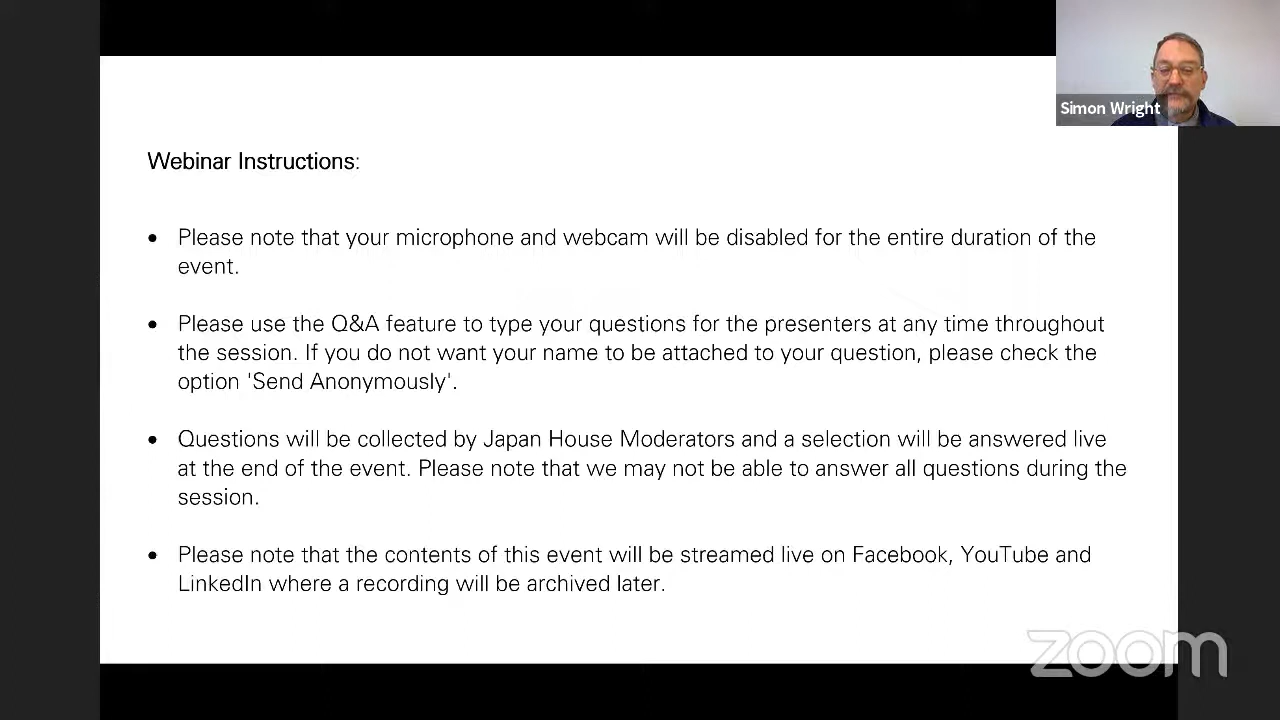 Simon Wright
Webinar Instructions:
• Please note that your microphone and webcam will be disabled for the entire duration of the
event.
• Please use the Q&A feature to type your questions for the presenters at any time throughout
the session. If you do not want your name to be attached to your question, please check the
option 'Send Anonymously'.
• Questions will be collected by Japan House Moderators and a selection will be answered live
at the end of the event. Please note that we may not be able to answer all questions during the
session.
• Please note that the contents of this event will be streamed live on Facebook, YouTube and
LinkedIn where a recording will be archived later.
zoom